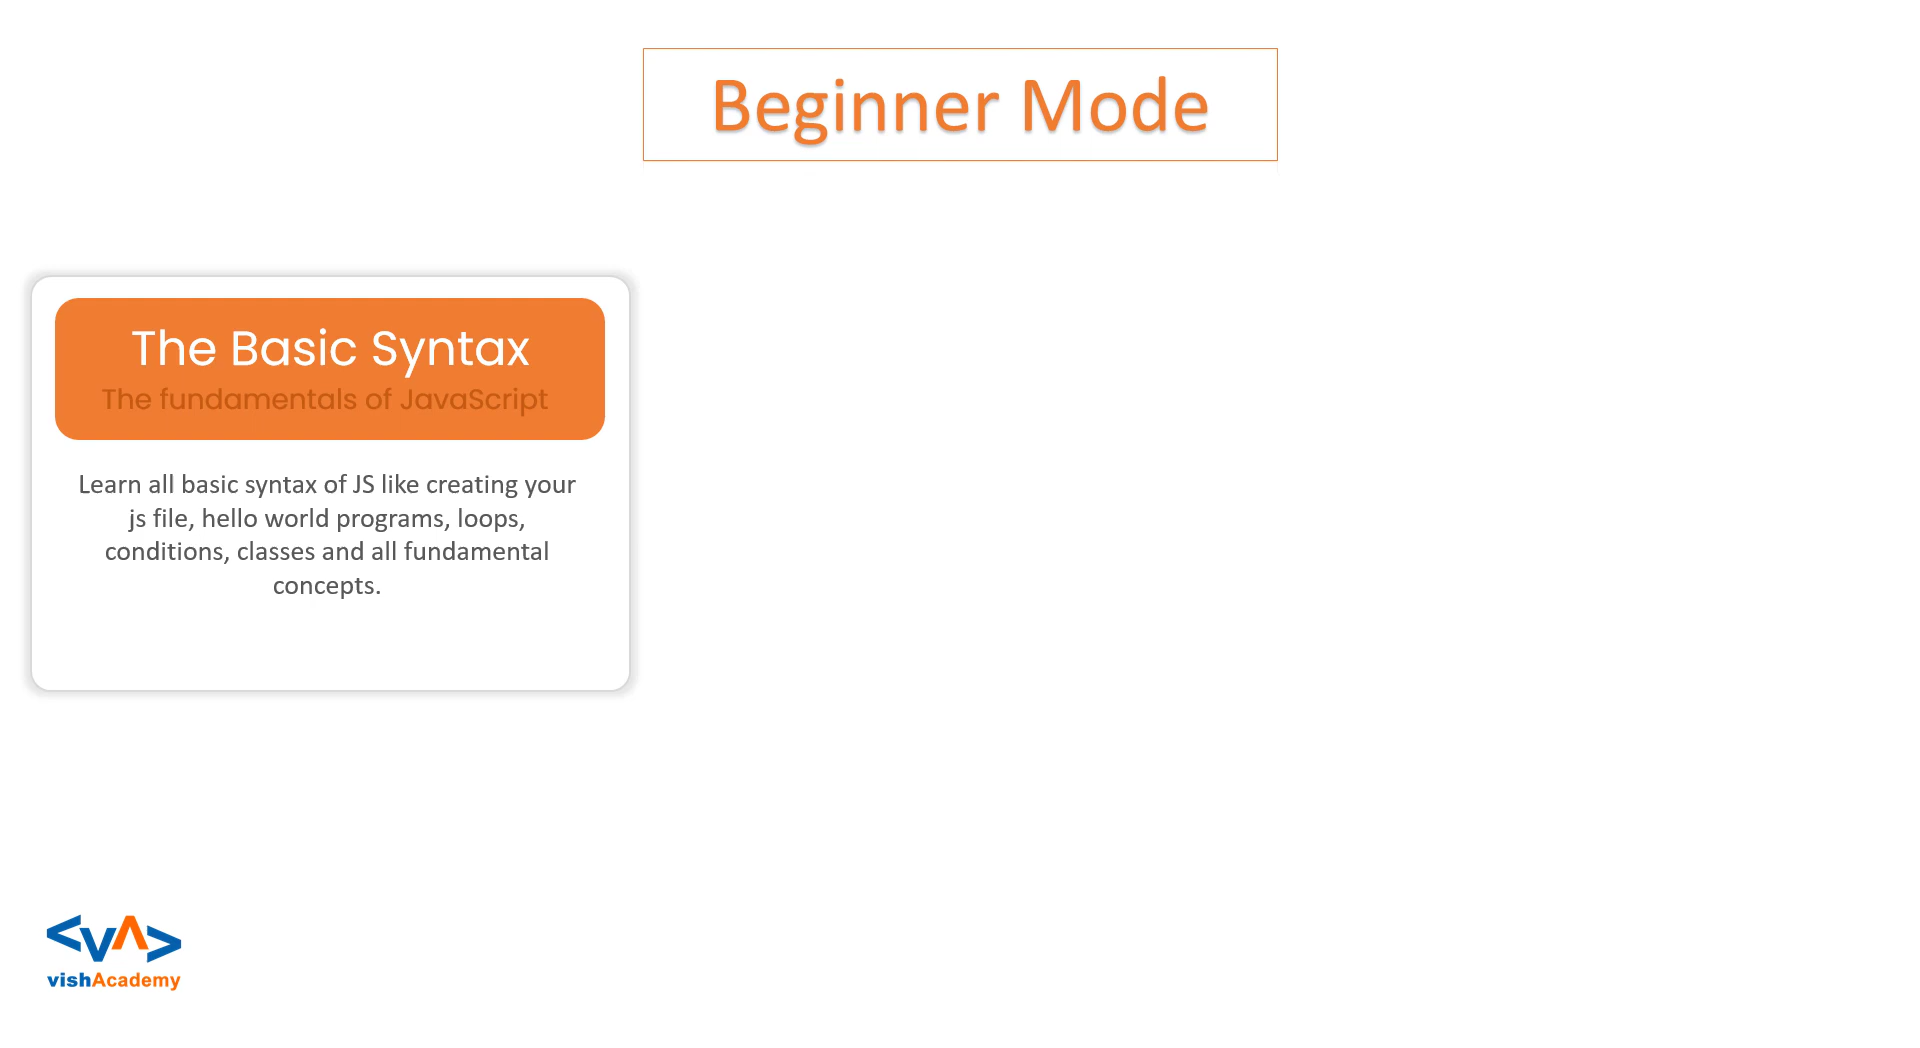 Beginner Mode
The Basic Syntax
The fundamentals of JavaScript
Learn all basic syntax of JS like creating your
js file, hello world programs, loops,
conditions, classes and all fundamental
concepts.
<vΛ>
vishAcademy